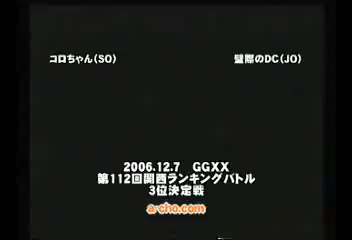 コロちゃん(SO)
壁際のDC(JO)
2006.12.7 GGXX
第112回関西ランキングバトル
3位決定戦
a-cho.com